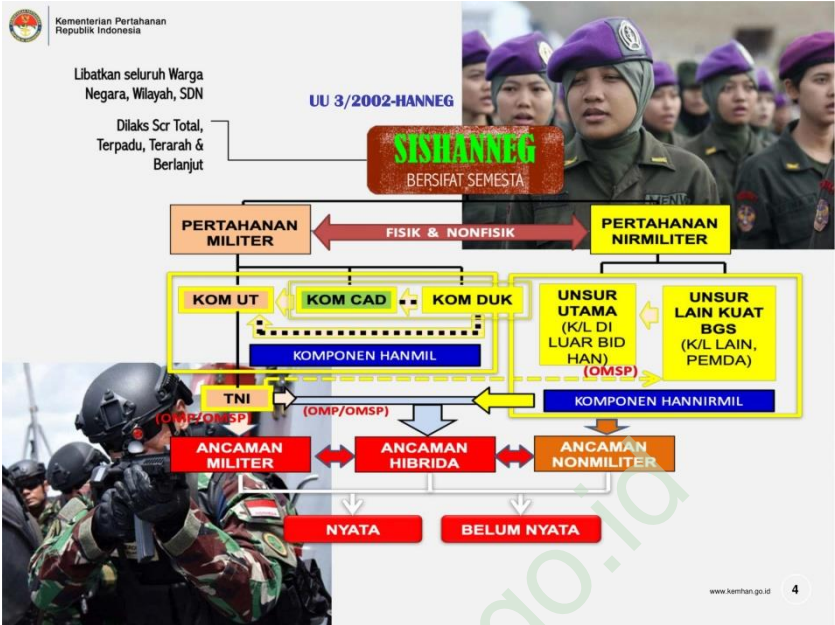 Kementerian Pertahanan
Republik Indonesia
Libatkan seluruh Warga
Negara, Wilayah, SDN
UU 3/2002-HANNEG
Dilaks Scr Total,
Terpadu, Terarah &
Berlanjut
SISHANNEG
BERSIFAT SEMESTA
PERTAHANAN
MILITER
FISIK & NONFISIK
PERTAHANAN
NIRMILITER
KOM UT
KOM CAD
KOM DUK
KOMPONEN HANMIL
UNSUR
UTAMA
(K/L DI
LUAR BID
HAN)
UNSUR
LAIN KUAT
BGS
(K/L LAIN,
PEMDA)
(OMSP)
KOMPONEN HANNIRMIL
TNI
(OMP/OMSP)
(OMP/OMSP)
ANCAMAN
MILITER
ANCAMAN
HIBRIDA
ANCAMAN
NONMILITER
NYATA
BELUM NYATA
go.id
www.kemhan.go.id
4